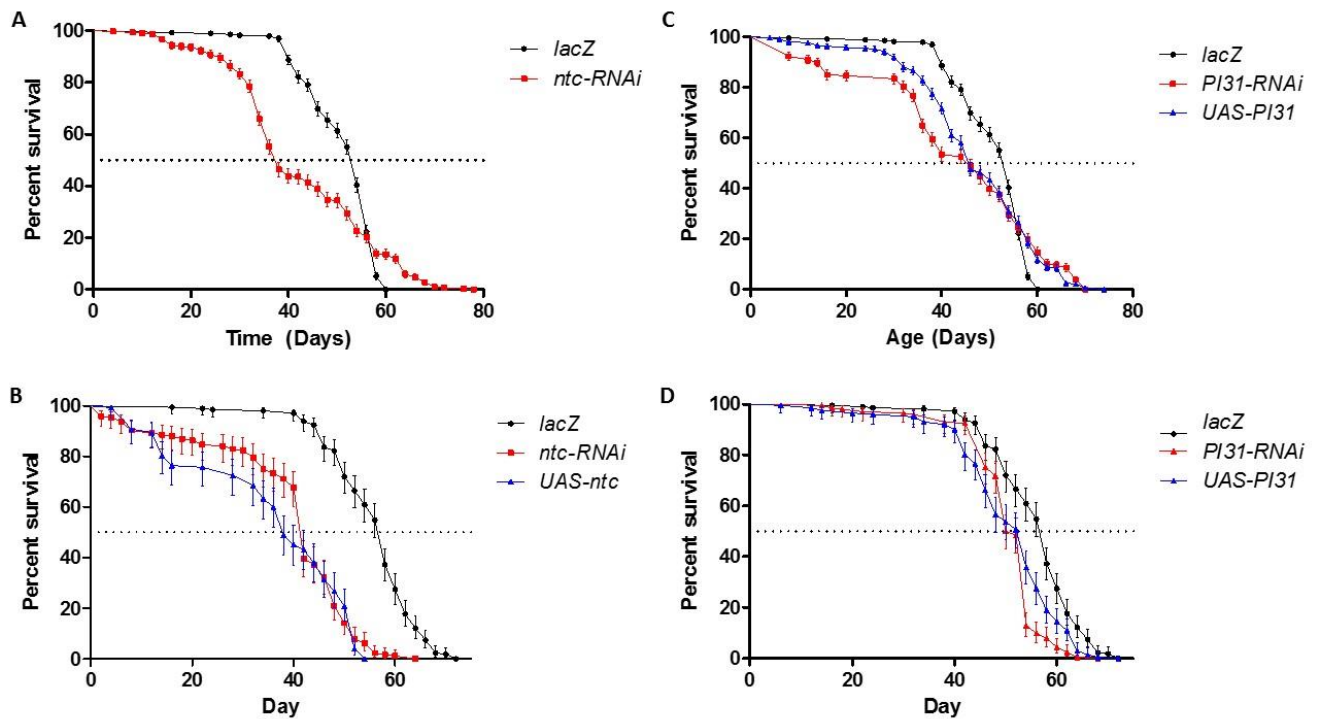 A
100
80
60
40
20
0
Percent survival
0 20 40 60 80
Time (Days)
lacZ
ntc-RNAi
C
100
80
60
40
20
0
Percent survival
0 20 40 60 80
Age (Days)
lacZ
PI31-RNAi
UAS-PI31
B
100
80
60
40
20
0
Percent survival
0 20 40 60
Day
lacZ
ntc-RNAi
UAS-ntc
D
100
80
60
40
20
0
Percent survival
0 20 40 60
Day
lacZ
PI31-RNAi
UAS-PI31